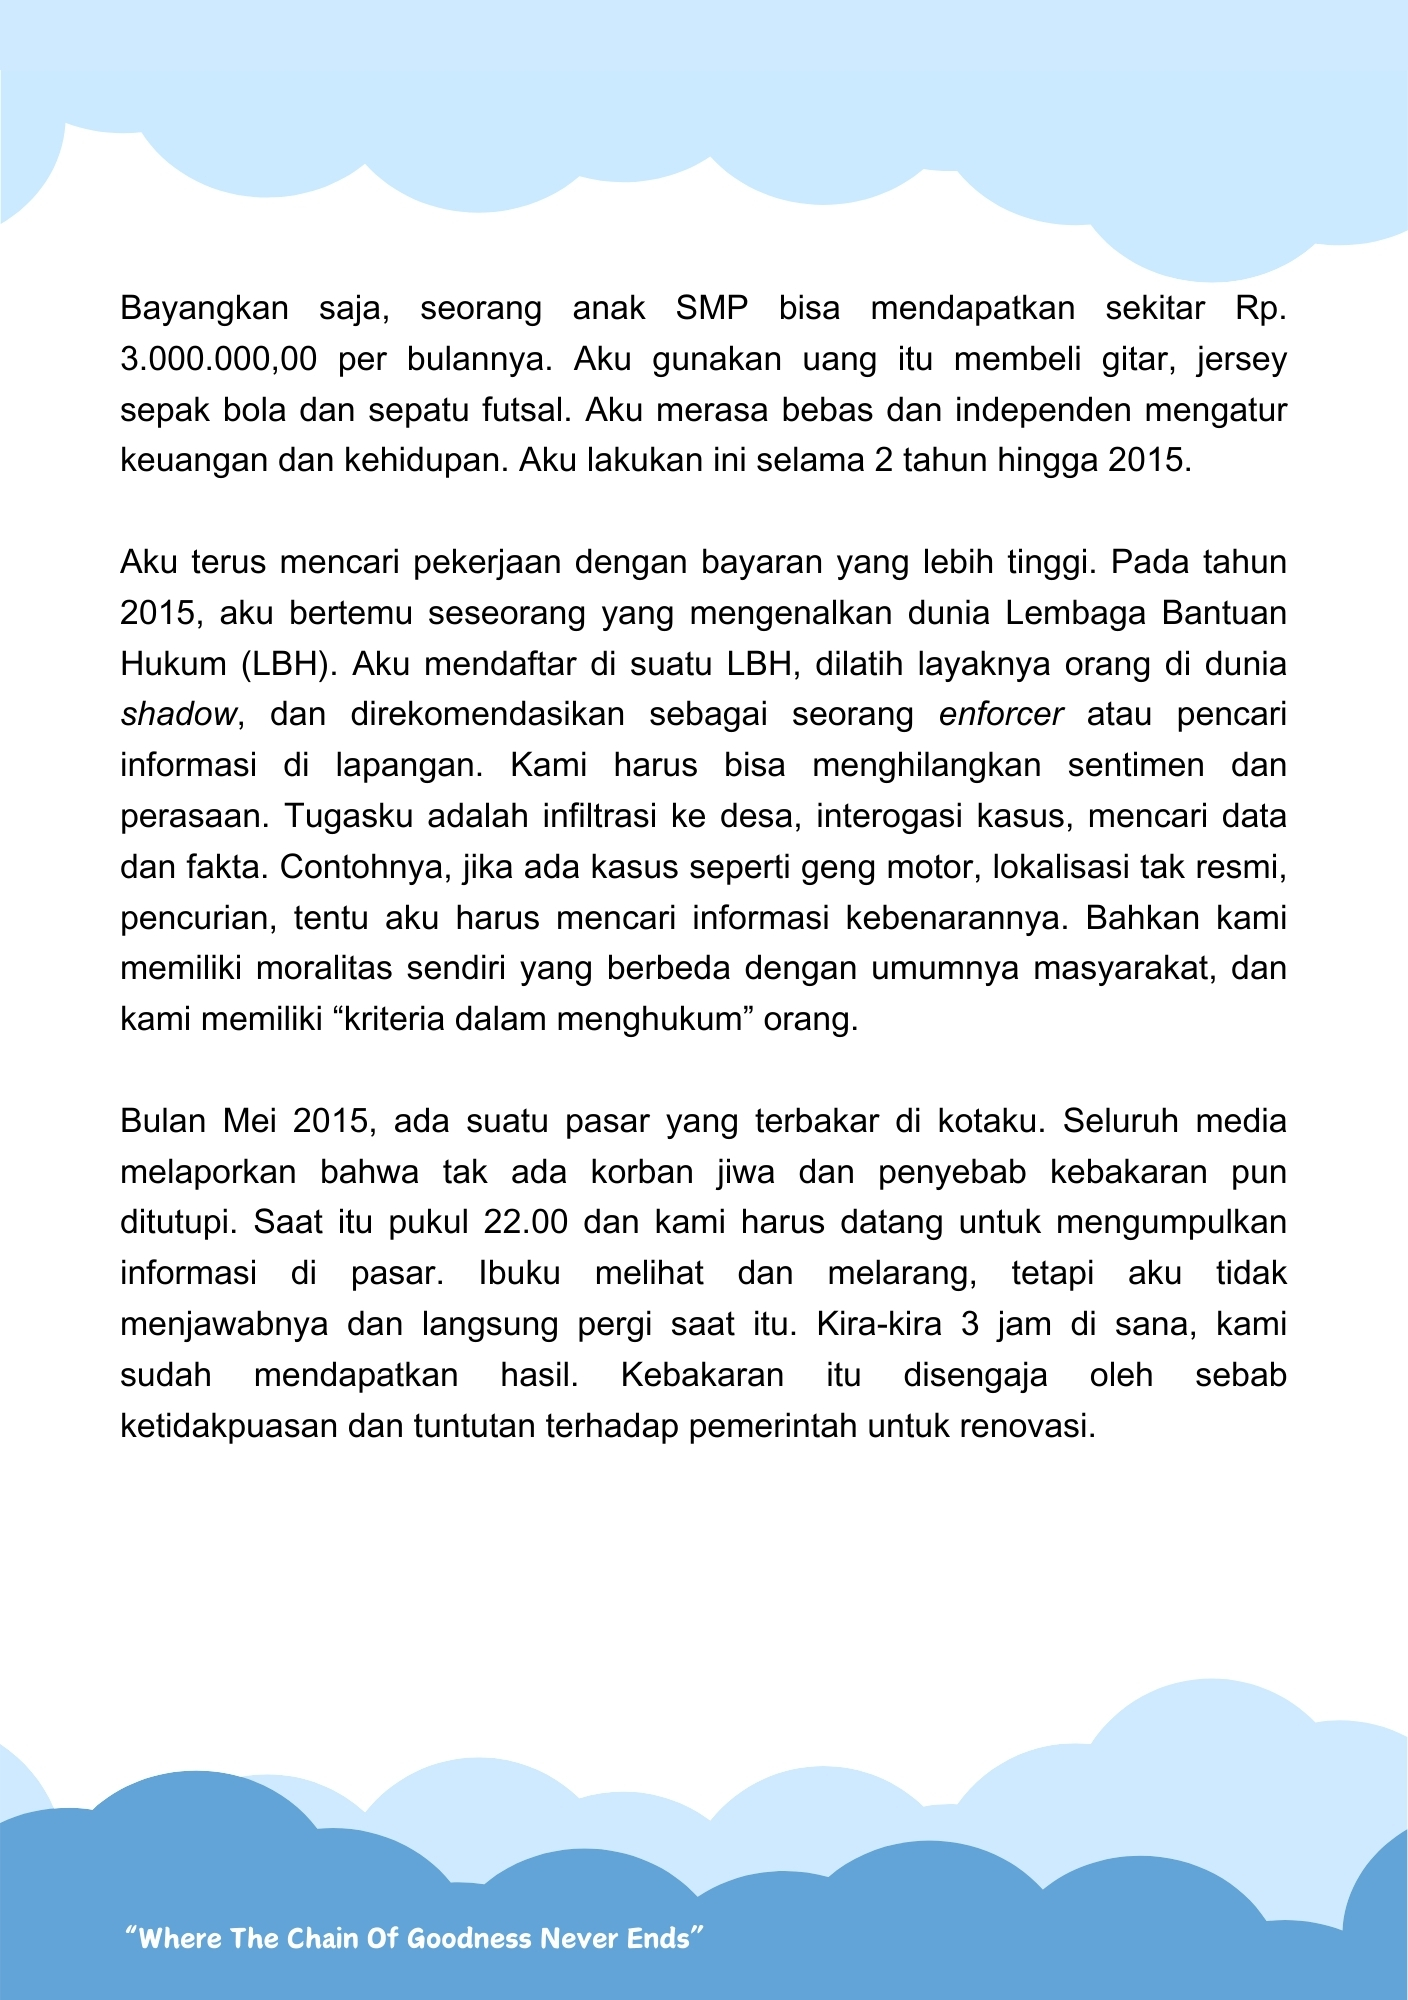 Bayangkan saja, seorang anak SMP bisa mendapatkan sekitar Rp.
3.000.000,00 per bulannya. Aku gunakan uang itu membeli gitar, jersey
sepak bola dan sepatu futsal. Aku merasa bebas dan independen mengatur
keuangan dan kehidupan. Aku lakukan ini selama 2 tahun hingga 2015.
Aku terus mencari pekerjaan dengan bayaran yang lebih tinggi. Pada tahun
2015, aku bertemu seseorang yang mengenalkan dunia Lembaga Bantuan
Hukum (LBH). Aku mendaftar di suatu LBH, dilatih layaknya orang di dunia
shadow, dan direkomendasikan sebagai seorang enforcer atau pencari
informasi di lapangan. Kami harus bisa menghilangkan sentimen dan
perasaan. Tugasku adalah infiltrasi ke desa, interogasi kasus, mencari data
dan fakta. Contohnya, jika ada kasus seperti geng motor, lokalisasi tak resmi,
pencurian, tentu aku harus mencari informasi kebenarannya. Bahkan kami
memiliki moralitas sendiri yang berbeda dengan umumnya masyarakat, dan
kami memiliki “kriteria dalam menghukum” orang.
Bulan Mei 2015, ada suatu pasar yang terbakar di kotaku. Seluruh media
melaporkan bahwa tak ada korban jiwa dan penyebab kebakaran pun
ditutupi. Saat itu pukul 22.00 dan kami harus datang untuk mengumpulkan
informasi di pasar. Ibuku melihat dan melarang, tetapi aku tidak
menjawabnya dan langsung pergi saat itu. Kira-kira 3 jam di sana, kami
sudah mendapatkan hasil. Kebakaran itu disengaja oleh sebab
ketidakpuasan dan tuntutan terhadap pemerintah untuk renovasi.
“Where The Chain Of Goodness Never Ends”